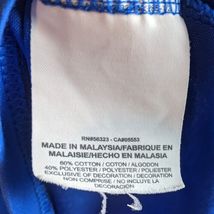 RN#56323 - CA#05553
MADE IN MALAYSIA/FABRIQUE EN
MALAISIE/HECHO EN MALASIA
60% COTTON / COTON / ALGODON
40% POLYESTER / POLYESTER / POLIESTER
EXCLUSIVE OF DECORATION / DECORATION
NON COMPRISE / NO INCLUYE LA
DECORACION